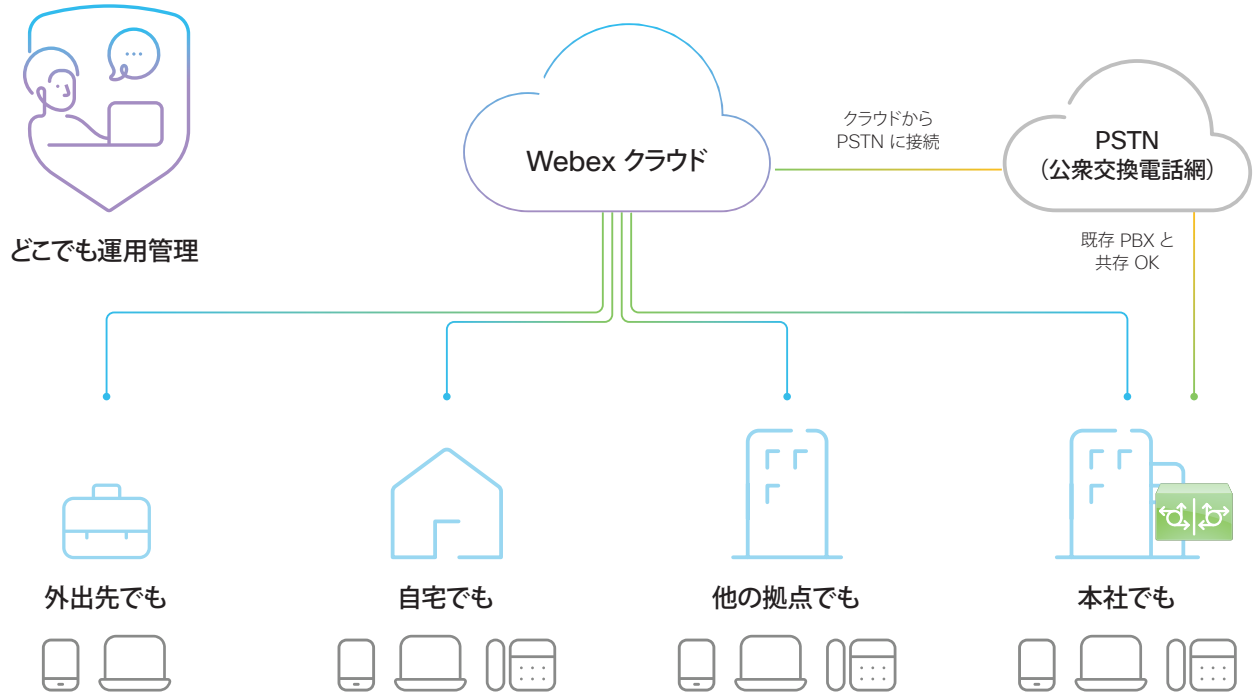 Webex クラウド
クラウドから
PSTN に接続
PSTN
（公衆交換電話網）
どこでも運用管理
既存 PBX と
共存 OK
外出先でも
自宅でも
他の拠点でも
本社でも